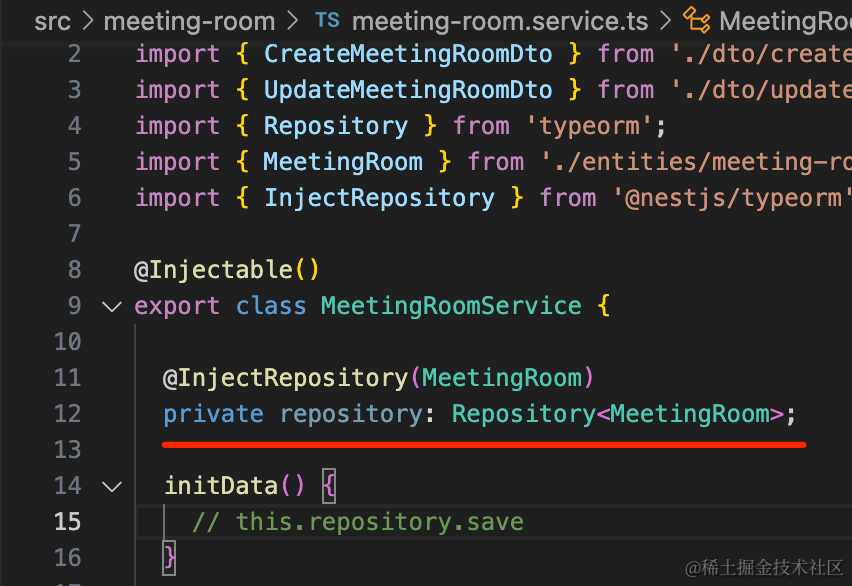 src > meeting-room > TS meeting-room.service.ts > MeetingRoo
2 import { CreateMeetingRoomDto } from './dto/create
3 import { UpdateMeetingRoomDto } from './dto/update
4 import { Repository } from 'typeorm';
5 import { MeetingRoom } from './entities/meeting-ro
6 import { InjectRepository } from '@nestjs/typeorm'
7
8 @Injectable()
9 export class MeetingRoomService {
10
11 @InjectRepository(MeetingRoom)
12 private repository: Repository<MeetingRoom>;
13
14 initData() {
15 // this.repository.save
16 }
@稀土掘金技术社区